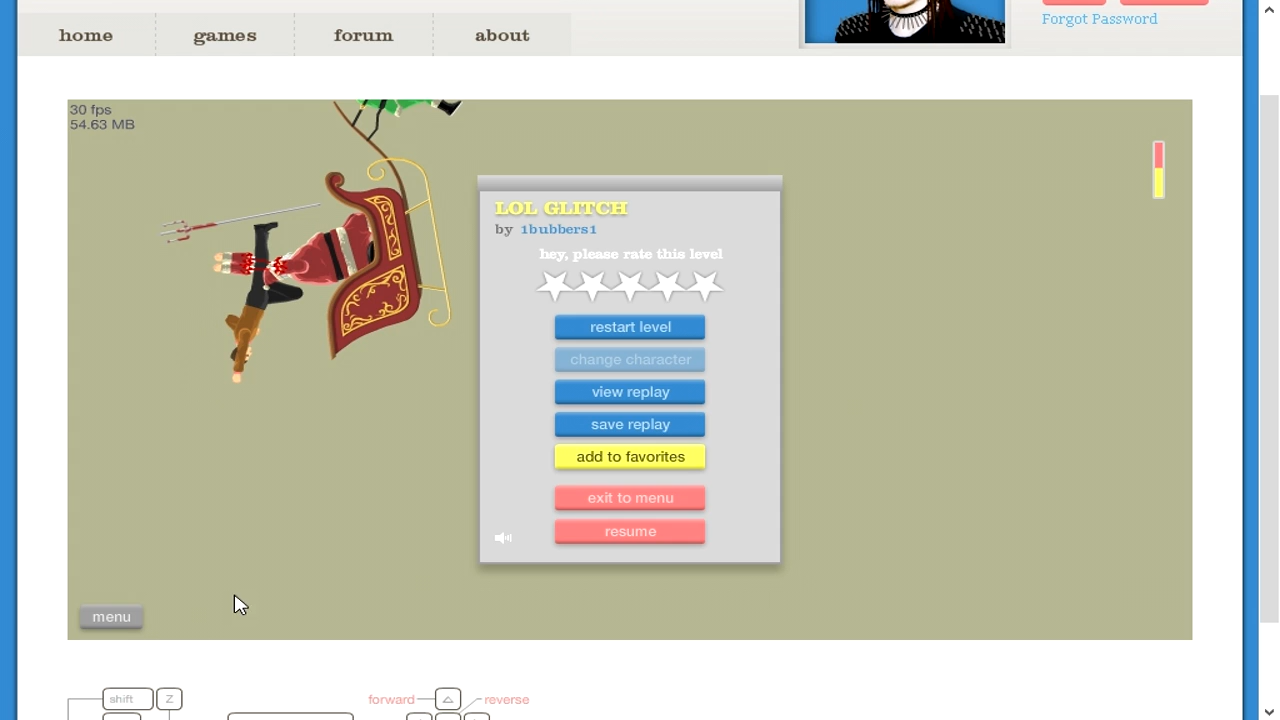 home games forum about
Forgot Password
30 fps
54.63 MB
LOL GLITCH
by 1bubbers1
hey, please rate this level
restart level
change character
view replay
save replay
add to favorites
exit to menu
resume
menu
shift Z
forward reverse